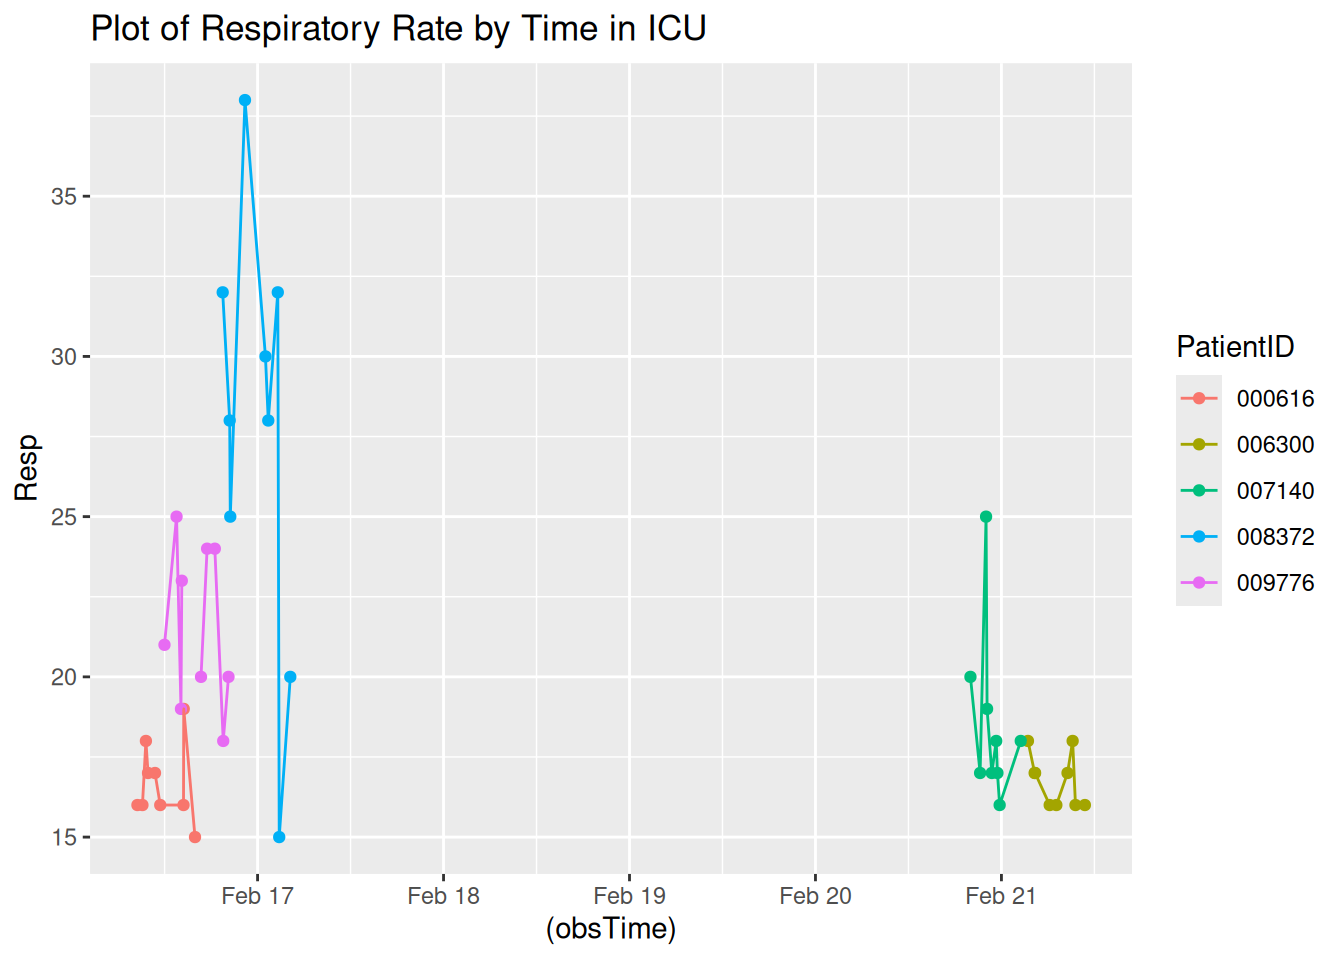 Plot of Respiratory Rate by Time in ICU
Resp
35
30
25
20
15
Feb 17 Feb 18 Feb 19 Feb 20 Feb 21
(obsTime)
PatientID
000616
006300
007140
008372
009776